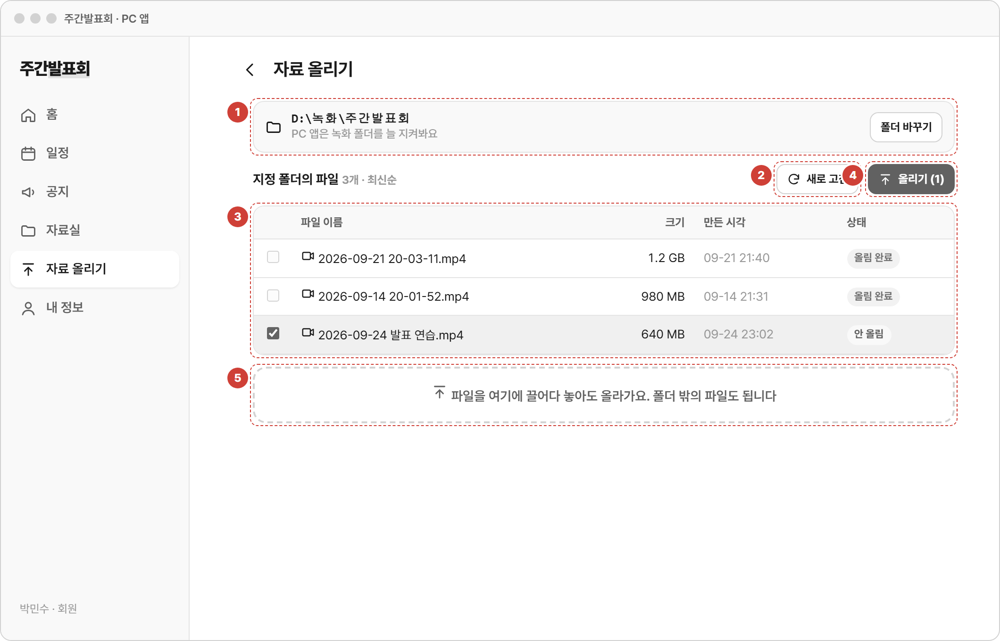 주간발표회 · PC 앱
주간발표회
홈
일정
공지
자료실
자료 올리기
내 정보
박민수 · 회원
자료 올리기
1
D:\녹화\주간발표회
PC 앱은 녹화 폴더를 늘 지켜봐요
폴더 바꾸기
지정 폴더의 파일 3개 · 최신순
2
새로
4
올리기 (1)
3
파일 이름 크기 만든 시각 상태
2026-09-21 20-03-11.mp4 1.2 GB 09-21 21:40 올림 완료
2026-09-14 20-01-52.mp4 980 MB 09-14 21:31 올림 완료
2026-09-24 발표 연습.mp4 640 MB 09-24 23:02 안 올림
5
파일을 여기에 끌어다 놓아도 올라가요. 폴더 밖의 파일도 됩니다